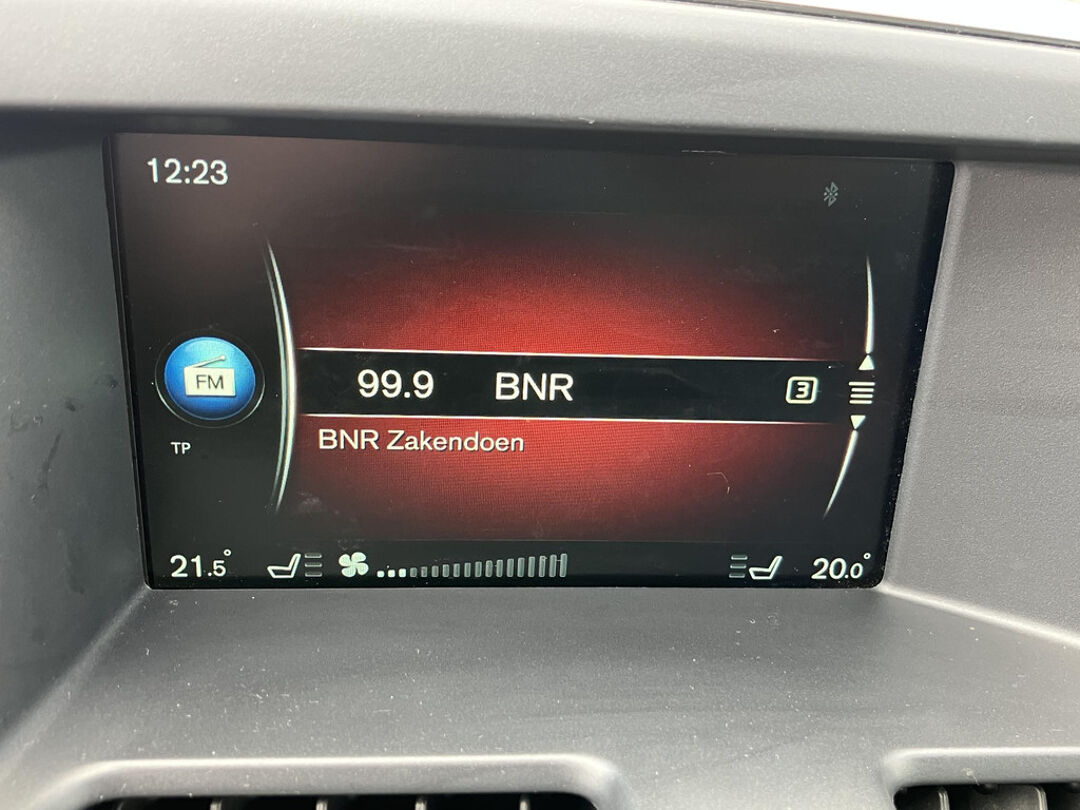 12:23
FM
99.9 BNR 3
TP
BNR Zakendoen
21.5° 20.0°